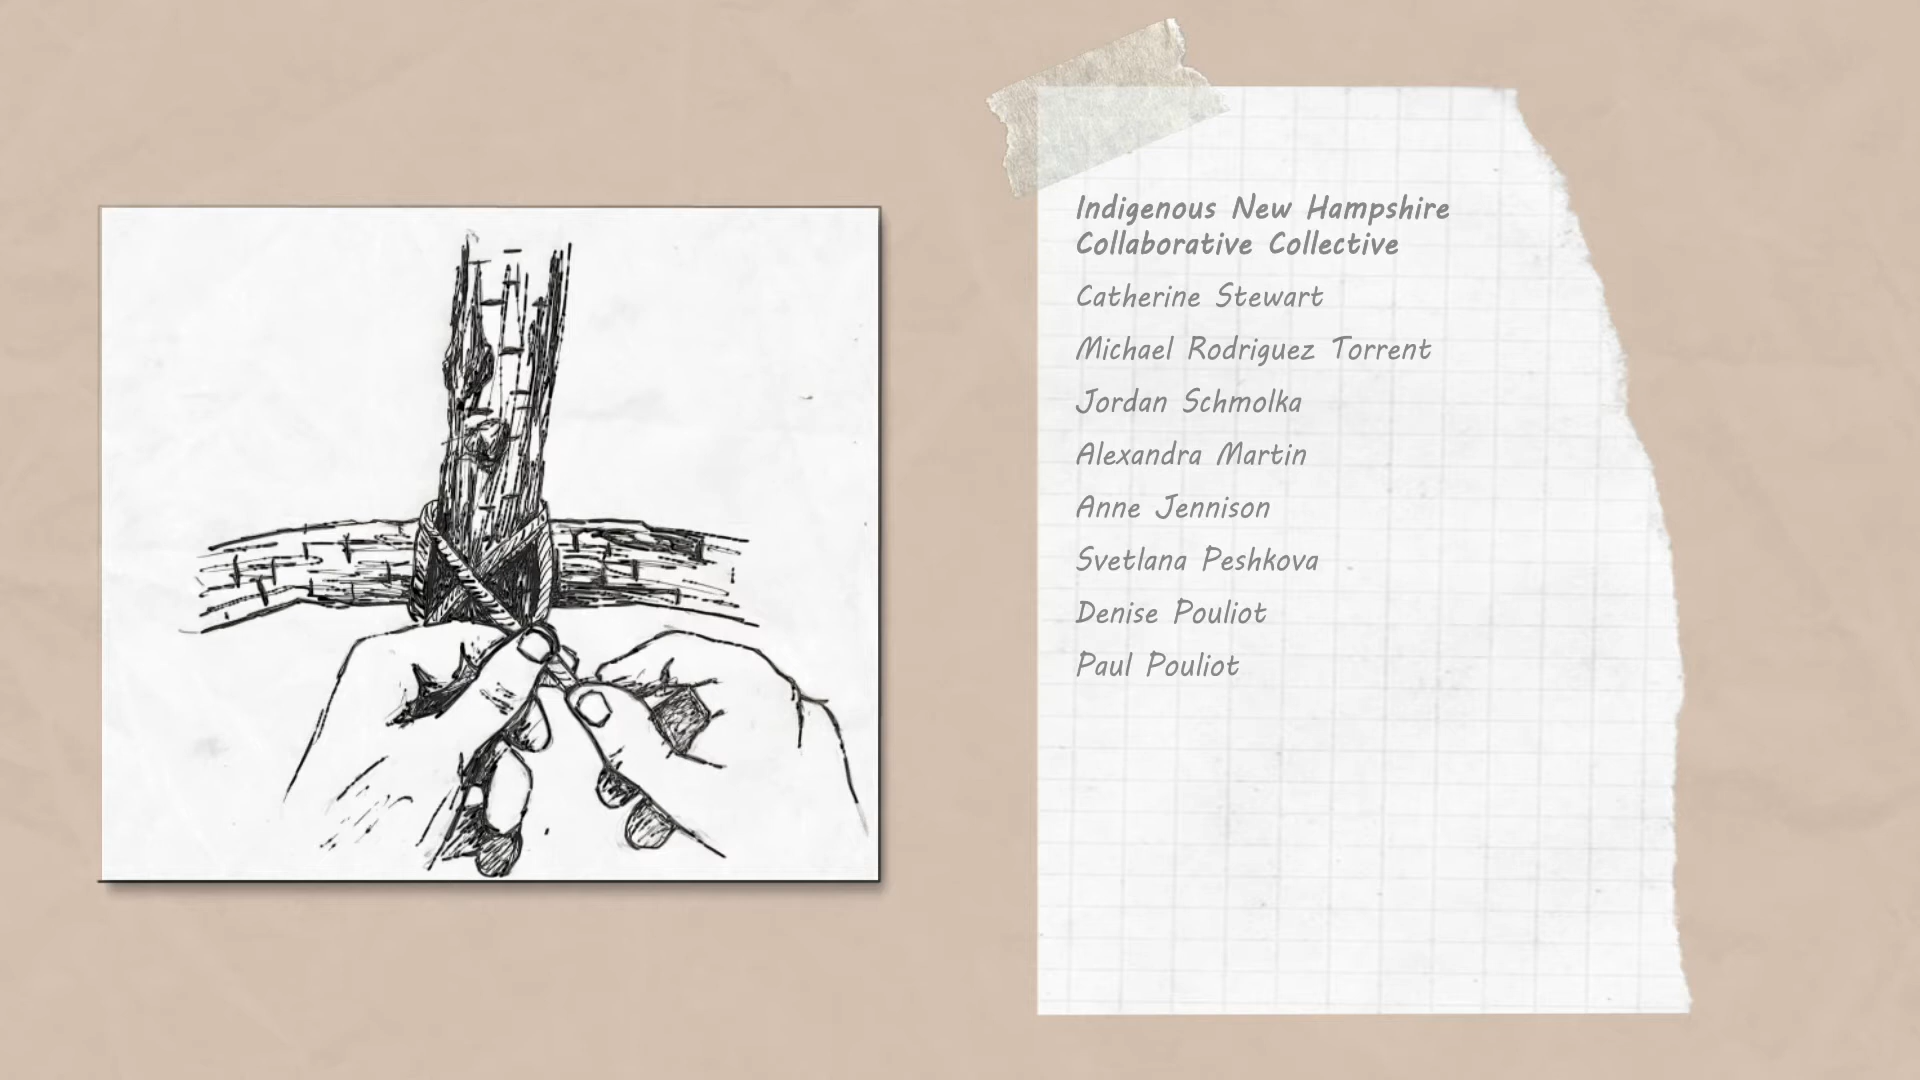 Indigenous New Hampshire
Collaborative Collective
Catherine Stewart
Michael Rodriguez Torrent
Jordan Schmolka
Alexandra Martin
Anne Jennison
Svetlana Peshkova
Denise Pouliot
Paul Pouliot